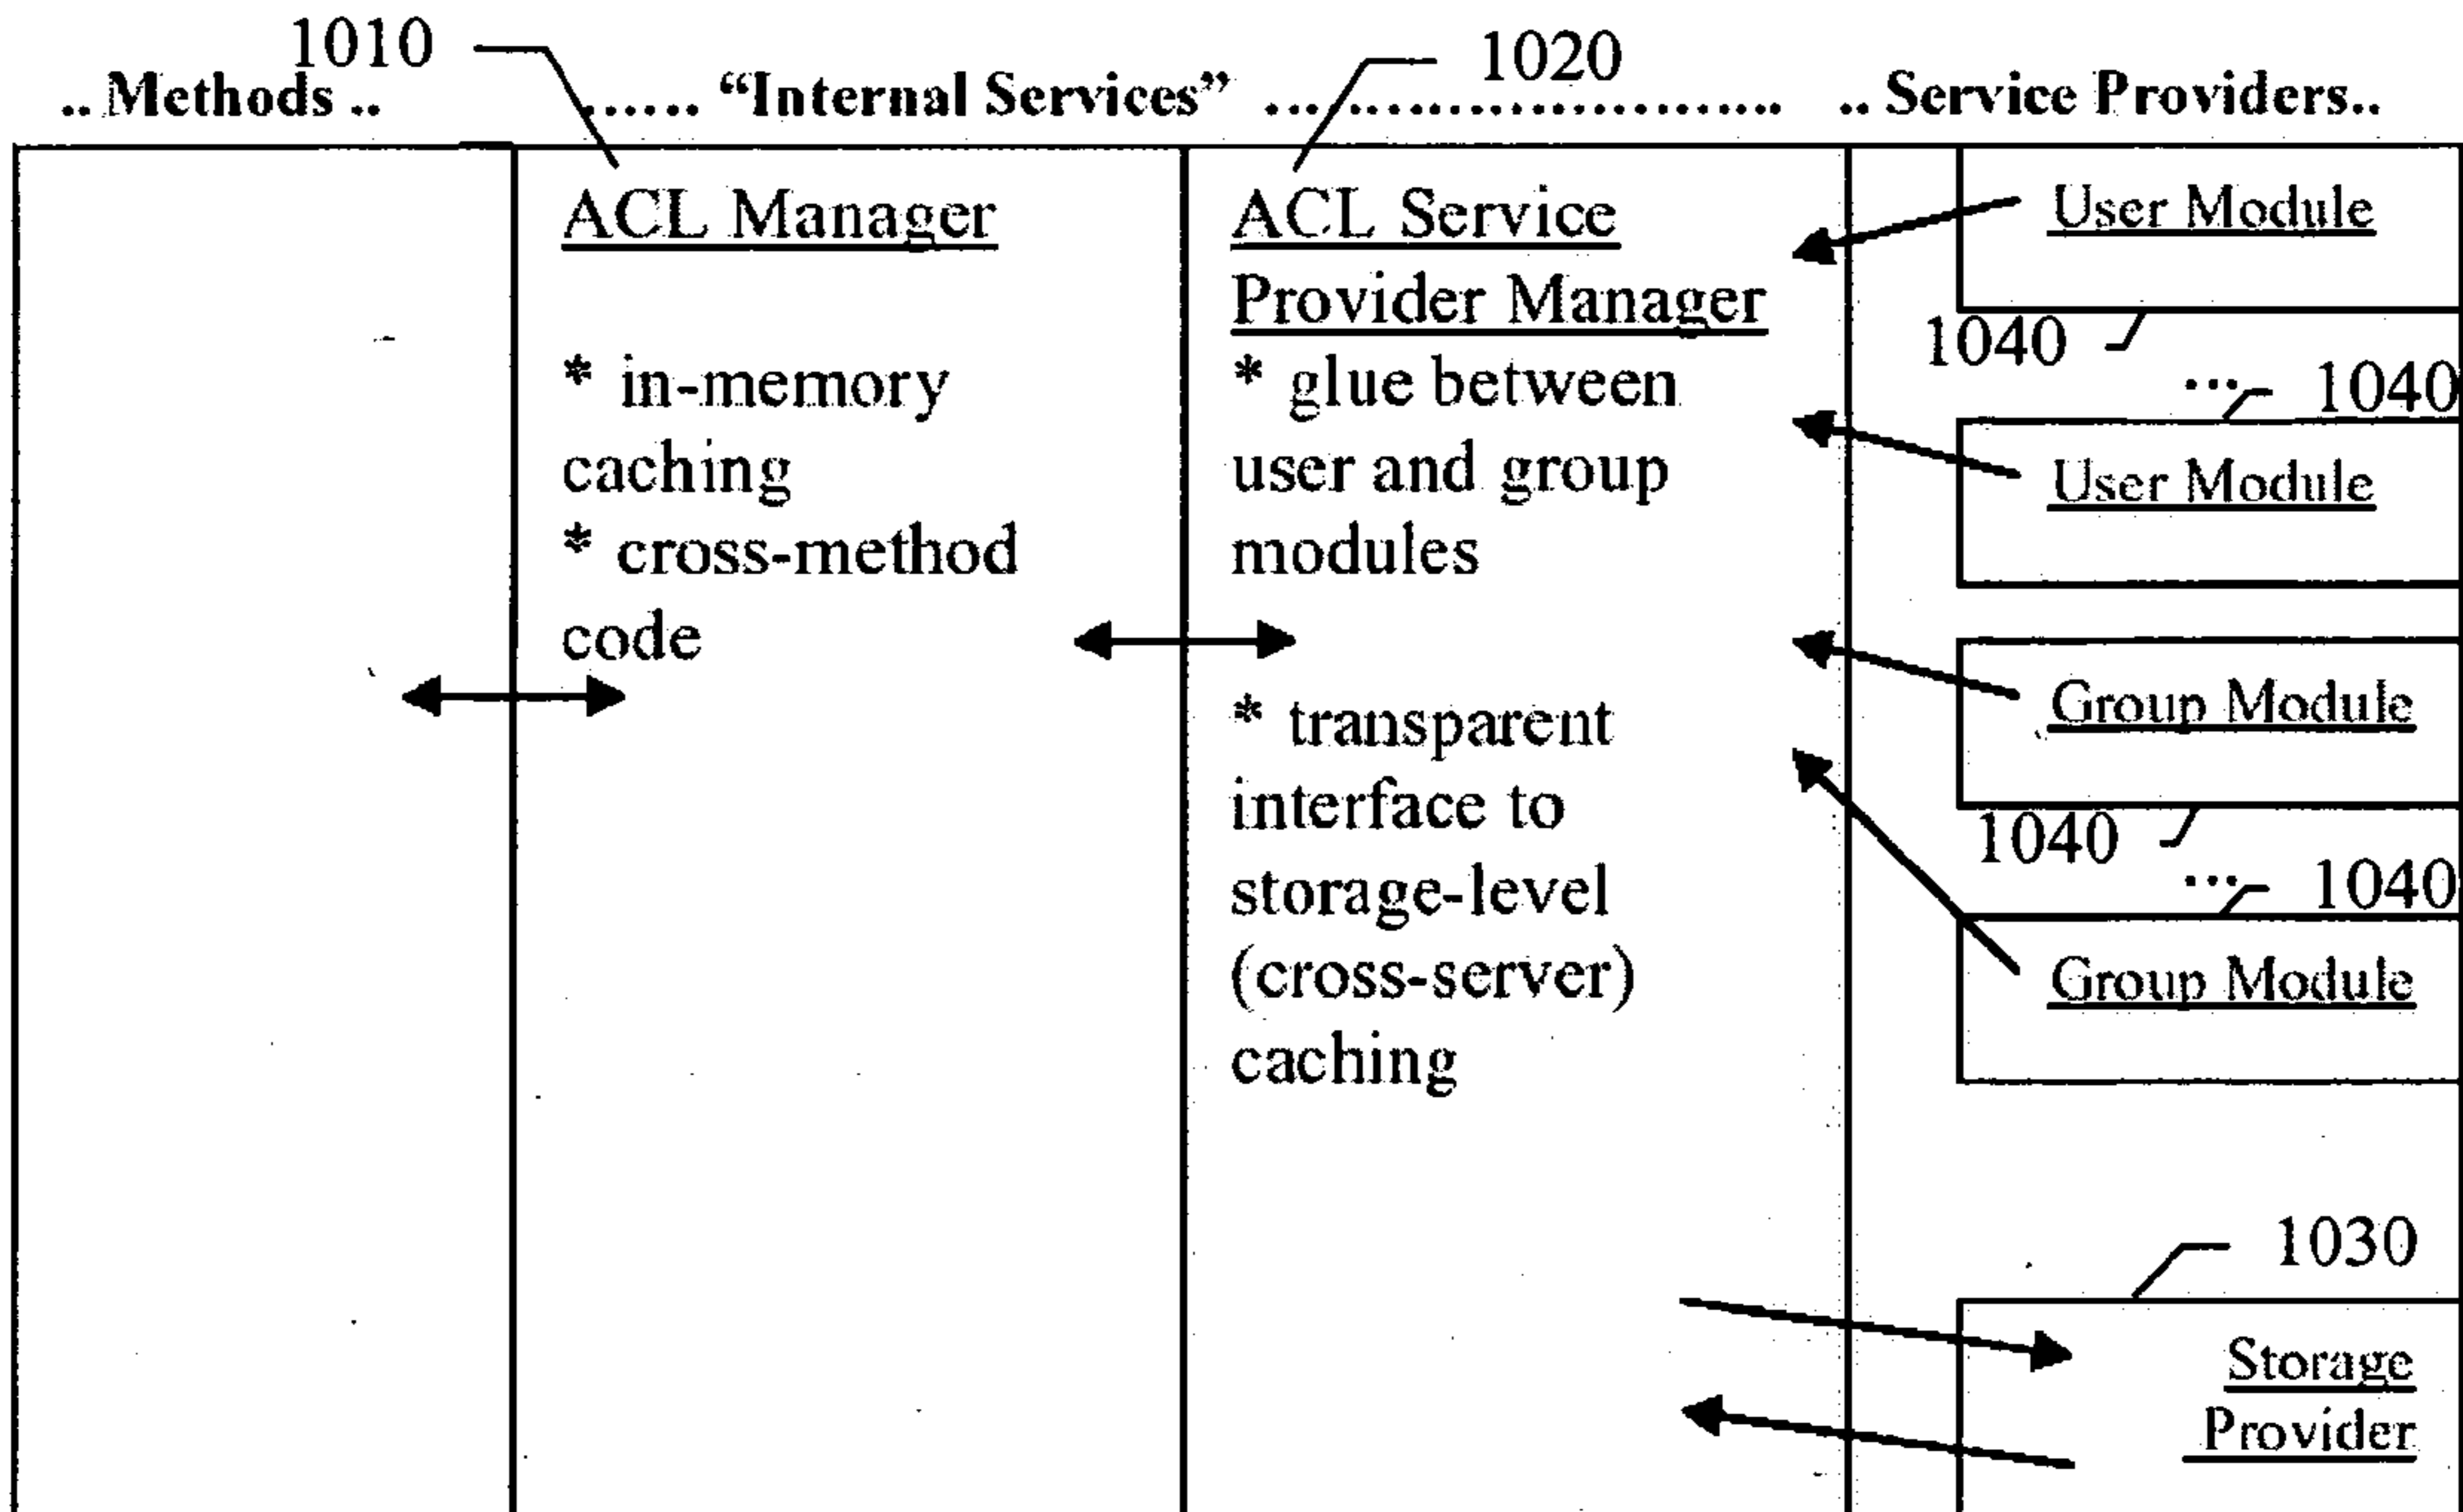 1010
1020
.. Methods ..
...... “Internal Services” .........................
.. Service Providers..
ACL Manager
* in-memory
caching
* cross-method
code
ACL Service
Provider Manager
* glue between
user and group
modules
* transparent
interface to
storage-level
(cross-server)
caching
User Module
1040
... 1040
User Module
Group Module
1040
... 1040
Group Module
1030
Storage
Provider